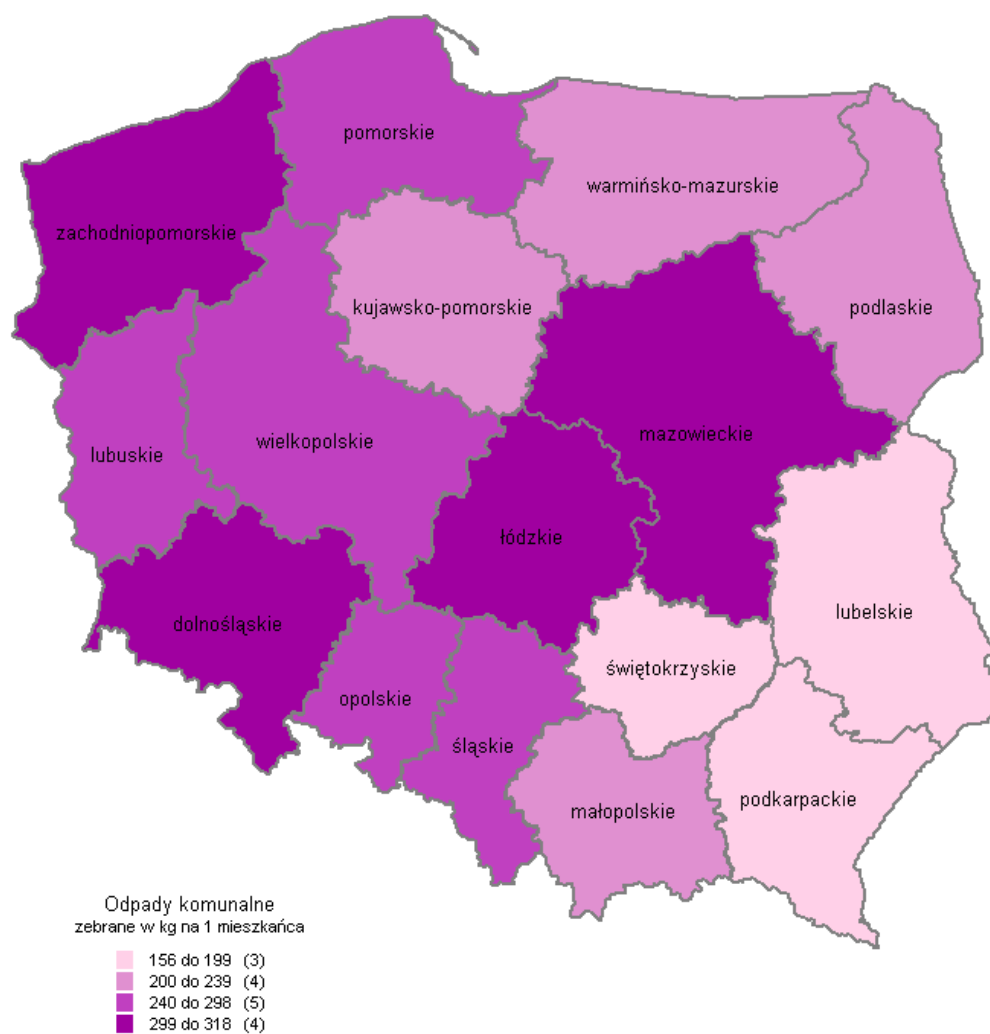 pomorskie
warmińsko-mazurskie
zachodniopomorskie
kujawsko-pomorskie
podlaskie
wielkopolskie
mazowieckie
lubuskie
łódzkie
lubelskie
dolnośląskie
świętokrzyskie
opolskie
śląskie
podkarpackie
małopolskie
Odpady komunalne
zebrane w kg na 1 mieszkańca
156 do 199 (3)
200 do 239 (4)
240 do 298 (5)
299 do 318 (4)